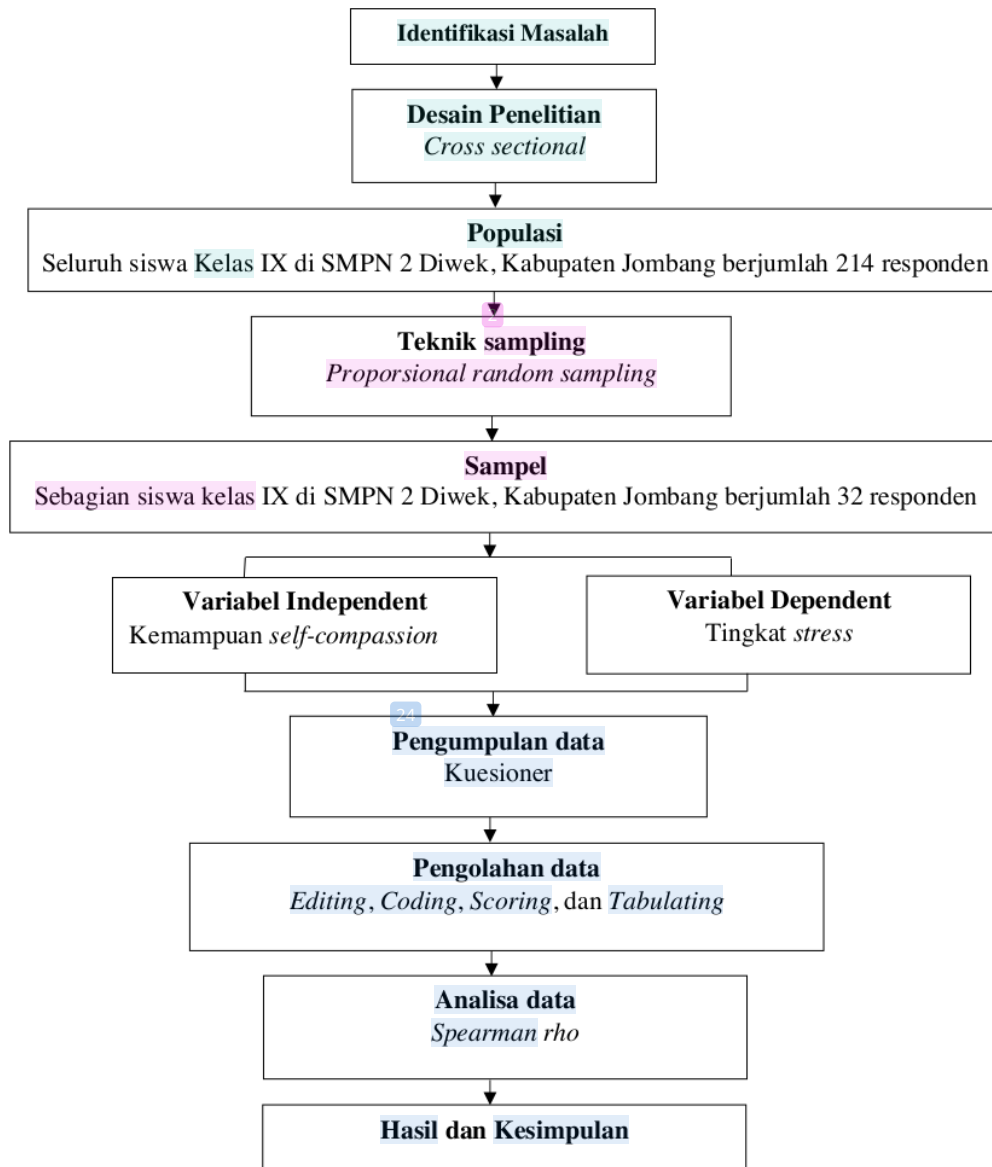 Identifikasi Masalah
Desain Penelitian
Cross sectional
Populasi
Seluruh siswa Kelas IX di SMPN 2 Diwek, Kabupaten Jombang berjumlah 214 responden
2
Teknik sampling
Proporsional random sampling
Sampel
Sebagian siswa kelas IX di SMPN 2 Diwek, Kabupaten Jombang berjumlah 32 responden
Variabel Independent
Kemampuan self-compassion
Variabel Dependent
Tingkat stress
24
Pengumpulan data
Kuesioner
Pengolahan data
Editing, Coding, Scoring, dan Tabulating
Analisa data
Spearman rho
Hasil dan Kesimpulan